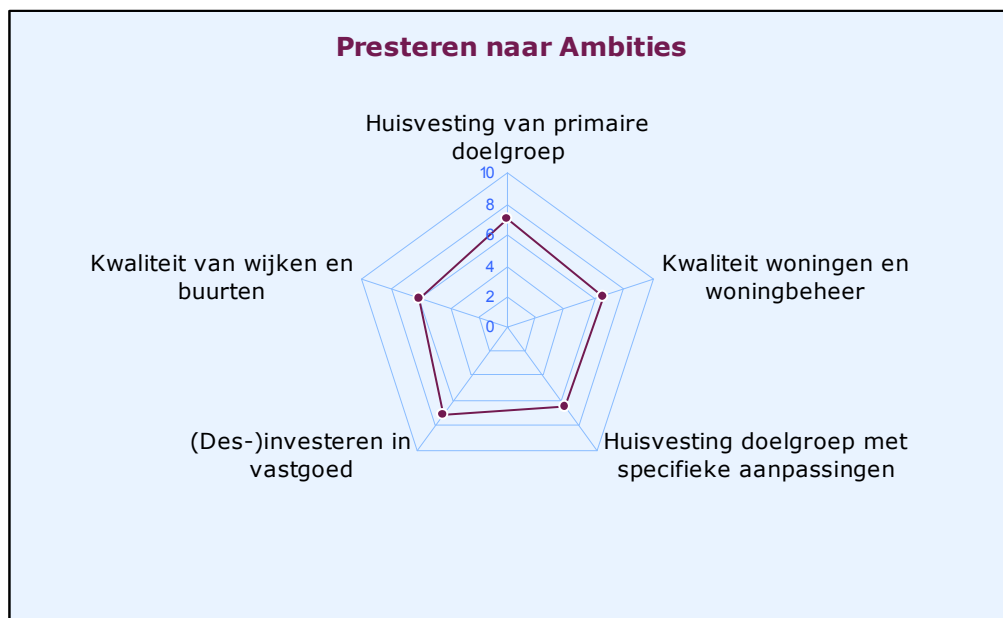 Presteren naar Ambities
Huisvesting van primaire
doelgroep
10
8
6
4
2
0
Kwaliteit van wijken en
buurten
Kwaliteit woningen en
woningbeheer
(Des-)investeren in
vastgoed
Huisvesting doelgroep met
specifieke aanpassingen